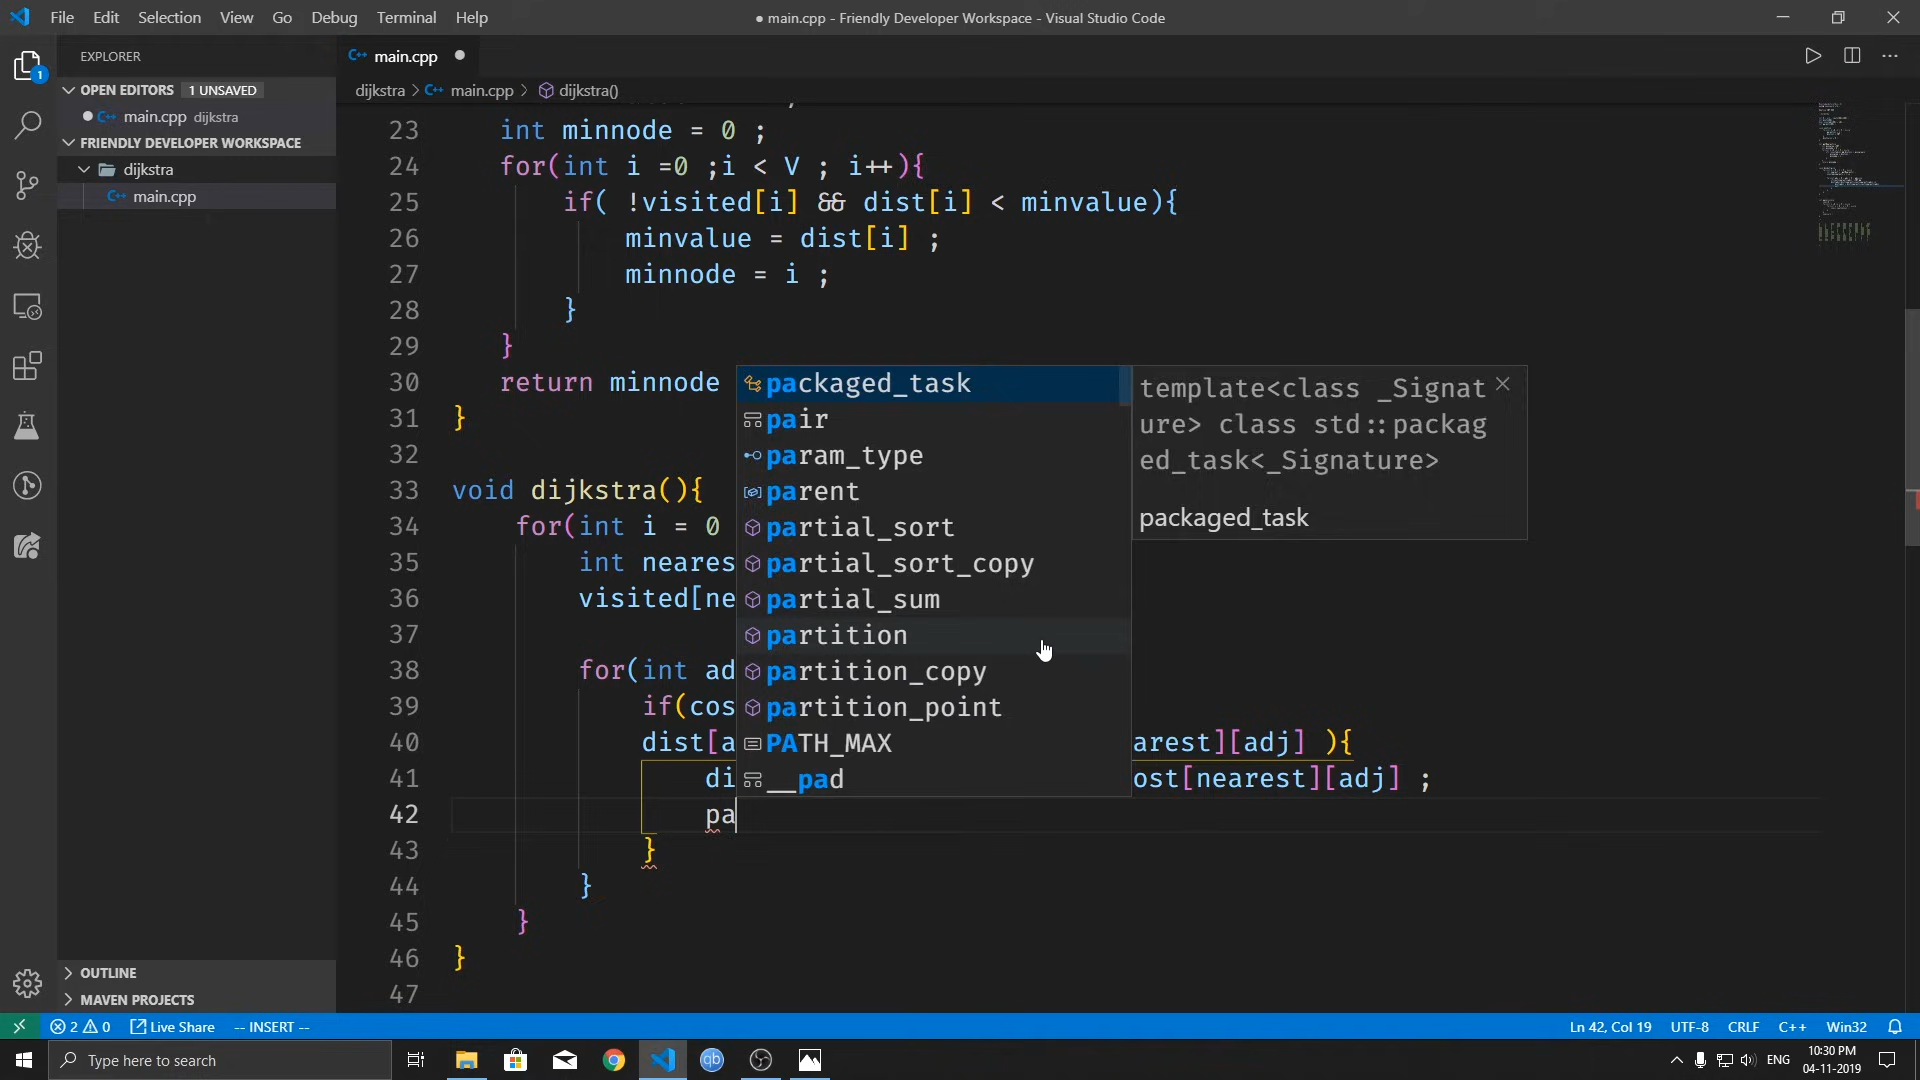 File Edit Selection View Go Debug Terminal Help
● main.cpp - Friendly Developer Workspace - Visual Studio Code
EXPLORER
1
OPEN EDITORS 1 UNSAVED
main.cpp dijkstra
FRIENDLY DEVELOPER WORKSPACE
dijkstra
main.cpp
main.cpp
dijkstra > main.cpp > dijkstra()
23 int minnode = 0 ;
24 for(int i =0 ;i < V ; i++){
25 if( !visited[i] && dist[i] < minvalue){
26 minvalue = dist[i] ;
27 minnode = i ;
28 }
29 }
30 return minnode
31 }
32
33 void dijkstra(){
34 for(int i = 0
35 int neares
36 visited[ne
37
38 for(int ad
39 if(cos
40 dist[a arest][adj] ){
41 di ost[nearest][adj] ;
42 pa
43 }
44 }
45 }
46 }
47
packaged_task
pair
param_type
parent
partial_sort
partial_sort_copy
partial_sum
partition
partition_copy
partition_point
PATH_MAX
__pad
template<class _Signat
ure> class std::packag
ed_task<_Signature>
packaged_task
OUTLINE
MAVEN PROJECTS
2 0 Live Share -- INSERT --
Ln 42, Col 19 UTF-8 CRLF C++ Win32
Type here to search
qb
ENG
10:30 PM
04-11-2019